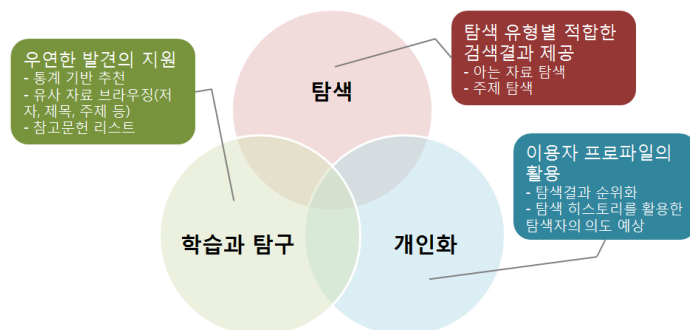 우연한 발견의 지원
- 통계 기반 추천
- 유사 자료 브라우징(저
자, 제목, 주제 등)
- 참고문헌 리스트
탐색 유형별 적합한
검색결과 제공
- 아는 자료 탐색
- 주제 탐색
탐색
이용자 프로파일의
활용
- 탐색결과 순위화
- 탐색 히스토리를 활용한
탐색자의 의도 예상
학습과 탐구
개인화